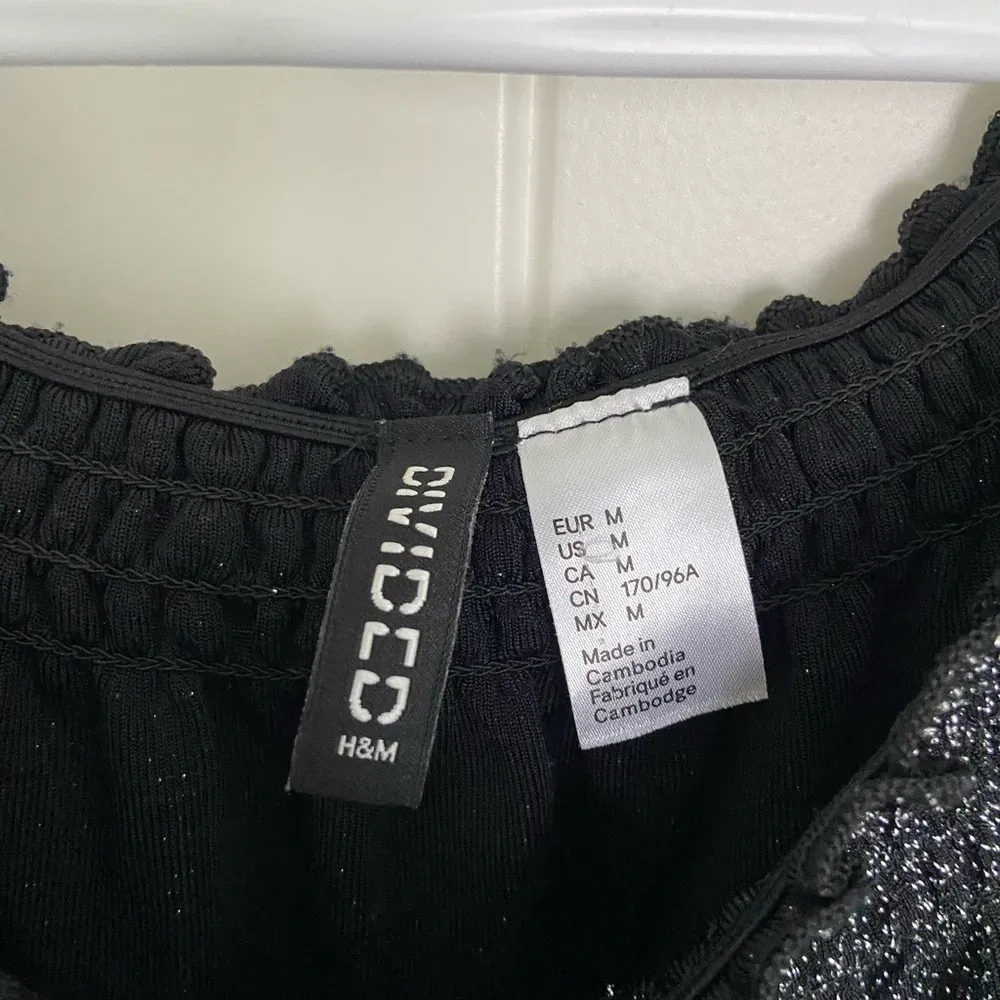 DIVIDED
H&M
EUR M
US M
CA M
CN 170/96A
MX M
Made in
Cambodia
Fabriqué en
Cambodge